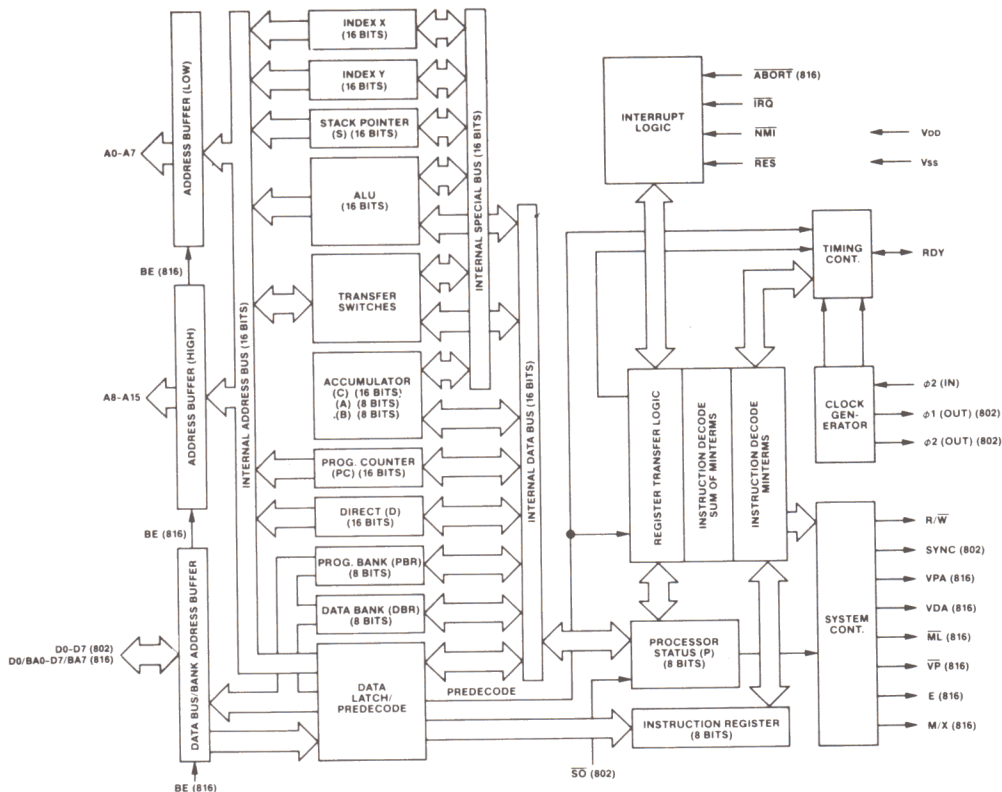 INDEX X
(16 BITS)
INDEX Y
(16 BITS)
STACK POINTER
(S) (16 BITS)
ALU
(16 BITS)
TRANSFER
SWITCHES
ACCUMULATOR
(C) (16 BITS)
(A) (8 BITS)
(B) (8 BITS)
PROG. COUNTER
(PC) (16 BITS)
DIRECT (D)
(16 BITS)
PROG. BANK (PBR)
(8 BITS)
DATA BANK (DBR)
(8 BITS)
DATA
LATCH/
PREDECODE
PREDECODE
ADDRESS BUFFER (LOW)
A0-A7
BE (816)
ADDRESS BUFFER (HIGH)
A8-A15
BE (816)
DATA BUS/BANK ADDRESS BUFFER
D0-D7 (802)
D0/BA0-D7/BA7 (816)
BE (816)
INTERNAL ADDRESS BUS (16 BITS)
INTERNAL SPECIAL BUS (16 BITS)
INTERNAL DATA BUS (16 BITS)
INTERRUPT
LOGIC
ABORT (816)
IRQ
NMI
RES
VDD
VSS
TIMING
CONT.
RDY
CLOCK
GEN-
ERATOR
ϕ2 (IN)
ϕ1 (OUT) (802)
ϕ2 (OUT) (802)
REGISTER TRANSFER LOGIC
INSTRUCTION DECODE
SUM OF MINTERMS
INSTRUCTION DECODE
MINTERMS
PROCESSOR
STATUS (P)
(8 BITS)
INSTRUCTION REGISTER
(8 BITS)
SO (802)
SYSTEM
CONT.
R/W
SYNC (802)
VPA (816)
VDA (816)
ML (816)
VP (816)
E (816)
M/X (816)